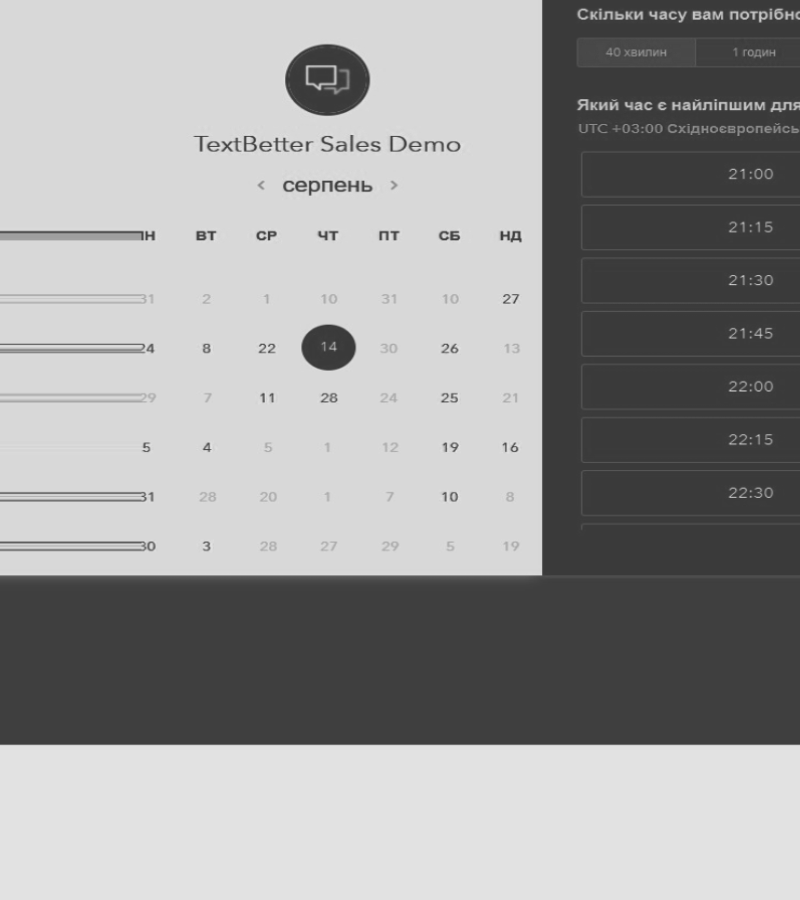 TextBetter Sales Demo
‹ серпень ›
ВТ СР ЧТ ПТ СБ НД
31 2 1 10 31 10 27
24 8 22 14 30 26 13
29 7 11 28 24 25 21
5 4 5 1 12 19 16
31 28 20 1 7 10 8
30 3 28 27 29 5 19
Скільки часу вам потрібно
40 хвилин 1 годин
Який час є найліпшим для
UTC +03:00 Східноєвропейсь
21:00
21:15
21:30
21:45
22:00
22:15
22:30